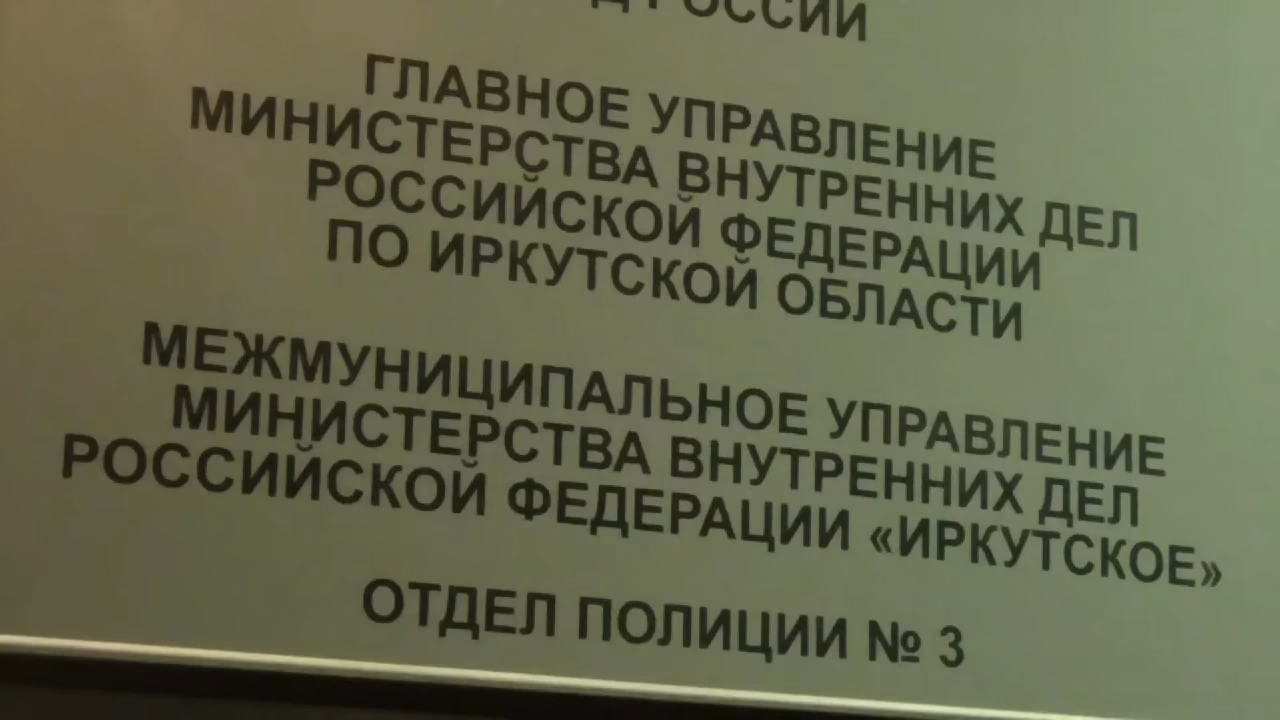 РОССИИ
ГЛАВНОЕ УПРАВЛЕНИЕ
МИНИСТЕРСТВА ВНУТРЕННИХ ДЕЛ
РОССИЙСКОЙ ФЕДЕРАЦИИ
ПО ИРКУТСКОЙ ОБЛАСТИ
МЕЖМУНИЦИПАЛЬНОЕ УПРАВЛЕНИЕ
МИНИСТЕРСТВА ВНУТРЕННИХ ДЕЛ
РОССИЙСКОЙ ФЕДЕРАЦИИ «ИРКУТСКОЕ»
ОТДЕЛ ПОЛИЦИИ № 3